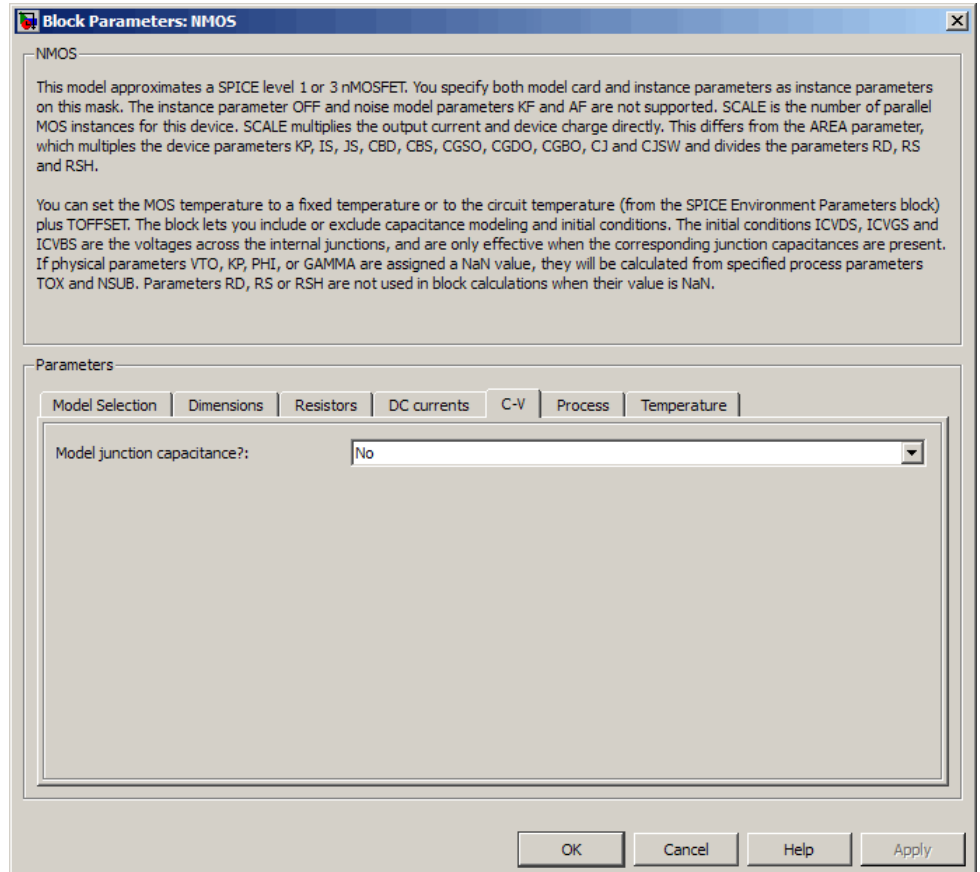 Block Parameters: NMOS
NMOS
This model approximates a SPICE level 1 or 3 nMOSFET. You specify both model card and instance parameters as instance parameters
on this mask. The instance parameter OFF and noise model parameters KF and AF are not supported. SCALE is the number of parallel
MOS instances for this device. SCALE multiplies the output current and device charge directly. This differs from the AREA parameter,
which multiples the device parameters KP, IS, JS, CBD, CBS, CGSO, CGDO, CGBO, CJ and CJSW and divides the parameters RD, RS
and RSH.
You can set the MOS temperature to a fixed temperature or to the circuit temperature (from the SPICE Environment Parameters block)
plus TOFFSET. The block lets you include or exclude capacitance modeling and initial conditions. The initial conditions ICVDS, ICVGS and
ICVBS are the voltages across the internal junctions, and are only effective when the corresponding junction capacitances are present.
If physical parameters VTO, KP, PHI, or GAMMA are assigned a NaN value, they will be calculated from specified process parameters
TOX and NSUB. Parameters RD, RS or RSH are not used in block calculations when their value is NaN.
Parameters
Model Selection Dimensions Resistors DC currents C-V Process Temperature
Model junction capacitance?: No
OK Cancel Help Apply